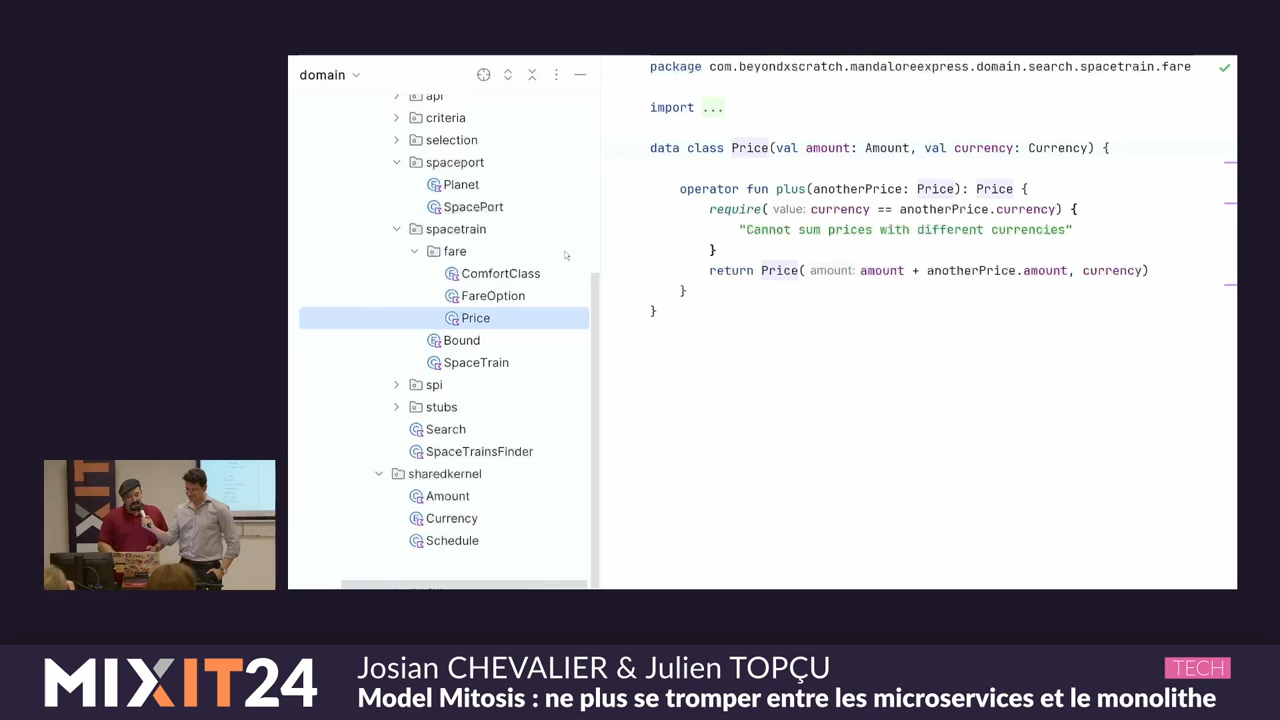 domain
api
criteria
selection
spaceport
Planet
SpacePort
spacetrain
fare
ComfortClass
FareOption
Price
Bound
SpaceTrain
spi
stubs
Search
SpaceTrainsFinder
sharedkernel
Amount
Currency
Schedule
package com.beyondxscratch.mandaloreexpress.domain.search.spacetrain.fare
import ...
data class Price(val amount: Amount, val currency: Currency) {
operator fun plus(anotherPrice: Price): Price {
require( value: currency == anotherPrice.currency) {
"Cannot sum prices with different currencies"
}
return Price( amount: amount + anotherPrice.amount, currency)
}
}
MIXIT
MIXIT24
Josian CHEVALIER & Julien TOPÇU
TECH
Model Mitosis : ne plus se tromper entre les microservices et le monolithe